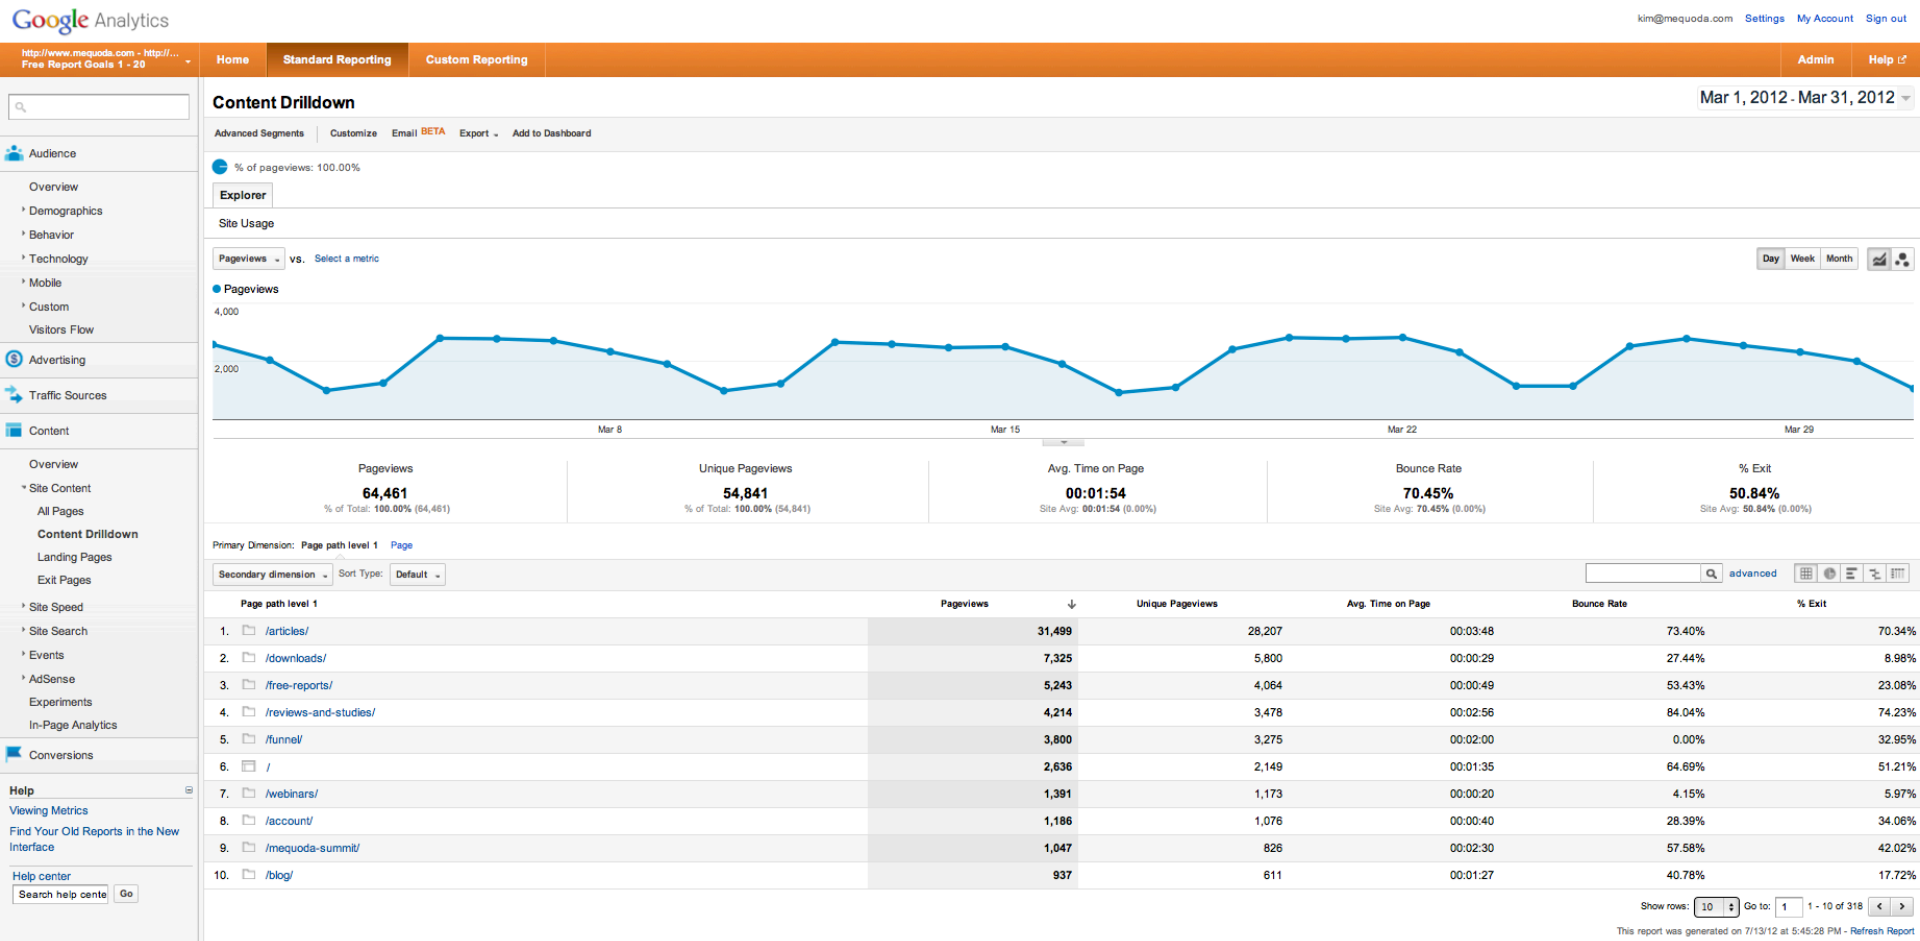 Google Analytics
kim@mequoda.com Settings My Account Sign out
http://www.mequoda.com - http://...
Free Report Goals 1 - 20
Home Standard Reporting Custom Reporting Admin Help
Audience
Overview
Demographics
Behavior
Technology
Mobile
Custom
Visitors Flow
Advertising
Traffic Sources
Content
Overview
Site Content
All Pages
Content Drilldown
Landing Pages
Exit Pages
Site Speed
Site Search
Events
AdSense
Experiments
In-Page Analytics
Conversions
Help
Viewing Metrics
Find Your Old Reports in the New
Interface
Help center
Search help cente Go
Content Drilldown
Mar 1, 2012 - Mar 31, 2012
Advanced Segments Customize Email BETA Export Add to Dashboard
% of pageviews: 100.00%
Explorer
Site Usage
Pageviews vs. Select a metric Day Week Month
Pageviews
4,000
2,000
Mar 8 Mar 15 Mar 22 Mar 29
Pageviews Unique Pageviews Avg. Time on Page Bounce Rate % Exit
64,461 54,841 00:01:54 70.45% 50.84%
% of Total: 100.00% (64,461) % of Total: 100.00% (54,841) Site Avg: 00:01:54 (0.00%) Site Avg: 70.45% (0.00%) Site Avg: 50.84% (0.00%)
Primary Dimension: Page path level 1 Page
Secondary dimension Sort Type: Default advanced
Page path level 1 Pageviews Unique Pageviews Avg. Time on Page Bounce Rate % Exit
1. /articles/ 31,499 28,207 00:03:48 73.40% 70.34%
2. /downloads/ 7,325 5,800 00:00:29 27.44% 8.98%
3. /free-reports/ 5,243 4,064 00:00:49 53.43% 23.08%
4. /reviews-and-studies/ 4,214 3,478 00:02:56 84.04% 74.23%
5. /funnel/ 3,800 3,275 00:02:00 0.00% 32.95%
6. / 2,636 2,149 00:01:35 64.69% 51.21%
7. /webinars/ 1,391 1,173 00:00:20 4.15% 5.97%
8. /account/ 1,186 1,076 00:00:40 28.39% 34.06%
9. /mequoda-summit/ 1,047 826 00:02:30 57.58% 42.02%
10. /blog/ 937 611 00:01:27 40.78% 17.72%
Show rows: 10 Go to: 1 1 - 10 of 318
This report was generated on 7/13/12 at 5:45:28 PM - Refresh Report